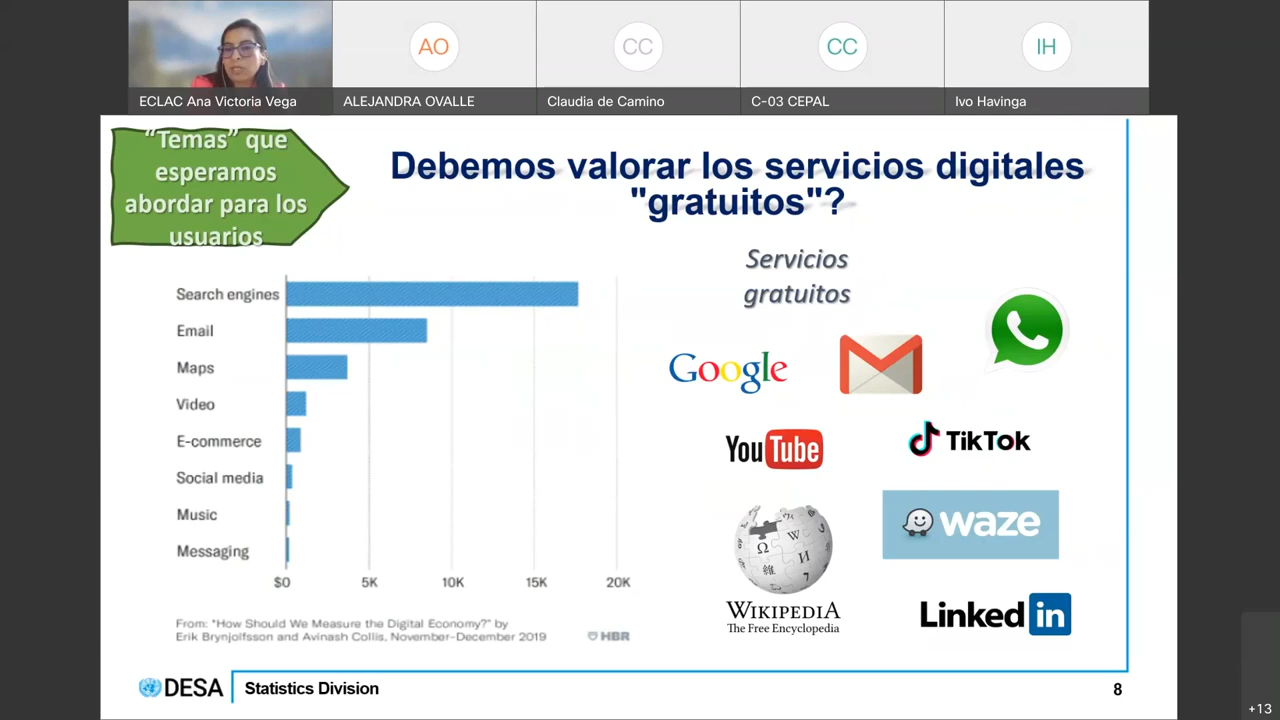 AO
CC
CC
IH
ECLAC Ana Victoria Vega
ALEJANDRA OVALLE
Claudia de Camino
C-03 CEPAL
Ivo Havinga
"Temas" que
esperamos
abordar para los
usuarios
Debemos valorar los servicios digitales
"gratuitos"?
Search engines
Email
Maps
Video
E-commerce
Social media
Music
Messaging
$0 5K 10K 15K 20K
From: "How Should We Measure the Digital Economy?" by
Erik Brynjolfsson and Avinash Collis, November–December 2019
HBR
Servicios
gratuitos
Google
YouTube
TikTok
Ω
W
И
維
waze
WIKIPEDIA
The Free Encyclopedia
Linked in
DESA
Statistics Division
8
+13